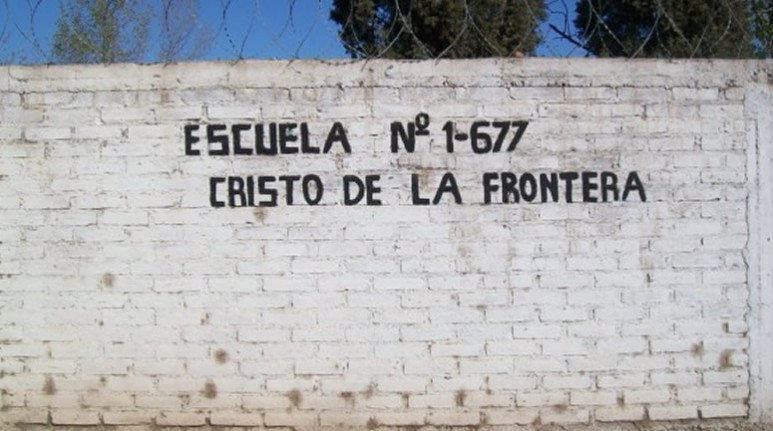 ESCUELA Nº 1-677
CRISTO DE LA FRONTERA